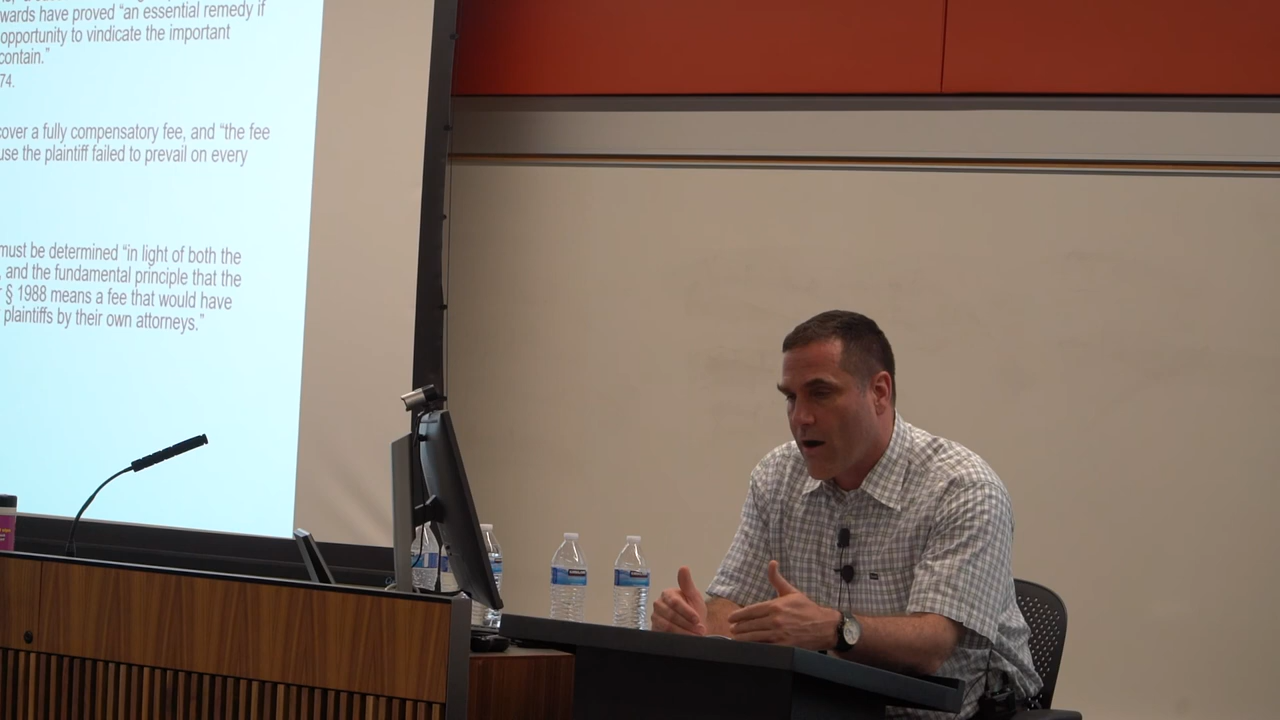 wards have proved “an essential remedy if
opportunity to vindicate the important
contain.”
74.
cover a fully compensatory fee, and “the fee
use the plaintiff failed to prevail on every
must be determined “in light of both the
, and the fundamental principle that the
§ 1988 means a fee that would have
plaintiffs by their own attorneys.”